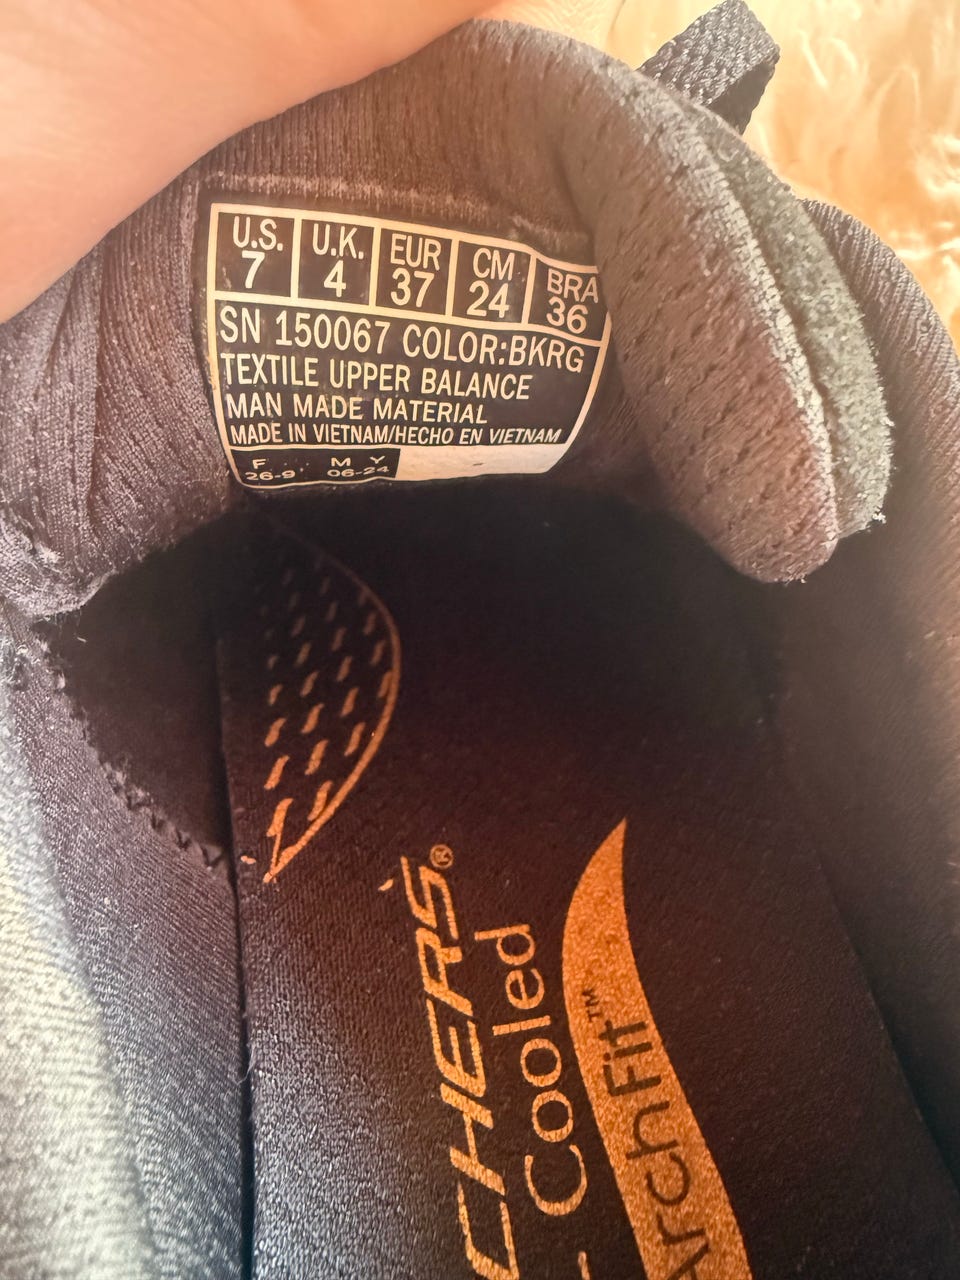 U.S. U.K. EUR CM BRA
7 4 37 24 36
SN 150067 COLOR:BKRG
TEXTILE UPPER BALANCE
MAN MADE MATERIAL
MADE IN VIETNAM/HECHO EN VIETNAM
F M Y
26-9 06-24
CHERS®
Cooled
ArchFit™